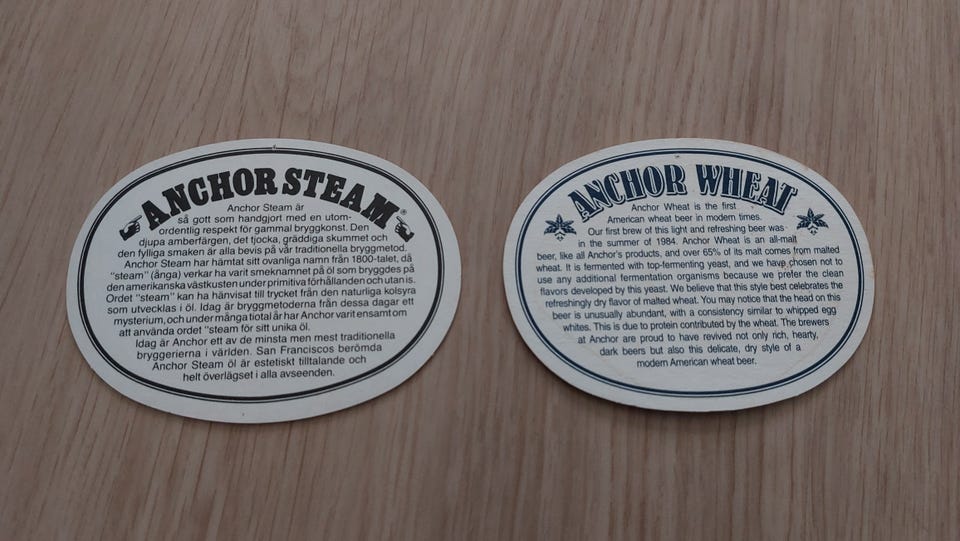 ANCHOR STEAM®
Anchor Steam är
så gott som handgjort med en utom-
ordentlig respekt för gammal bryggkonst. Den
djupa amberfärgen, det tjocka, gräddiga skummet och
den fylliga smaken är alla bevis på vår traditionella bryggmetod.
Anchor Steam har hämtat sitt ovanliga namn från 1800-talet, då
"steam" (ånga) verkar ha varit smeknamnet på öl som bryggdes på
den amerikanska västkusten under primitiva förhållanden och utan is.
Ordet "steam" kan ha hänvisat till trycket från den naturliga kolsyra
som utvecklas i öl. Idag är bryggmetoderna från dessa dagar ett
mysterium, och under många tiotal år har Anchor varit ensam om
att använda ordet "steam för sitt unika öl.
Idag är Anchor ett av de minsta men mest traditionella
bryggerierna i världen. San Franciscos berömda
Anchor Steam öl är estetiskt tilltalande och
helt överlägset i alla avseenden.
ANCHOR WHEAT
Anchor Wheat is the first
American wheat beer in modern times.
Our first brew of this light and refreshing beer was
in the summer of 1984. Anchor Wheat is an all-malt
beer, like all Anchor's products, and over 65% of its malt comes from malted
wheat. It is fermented with top-fermenting yeast, and we have chosen not to
use any additional fermentation organisms because we prefer the clean
flavors developed by this yeast. We believe that this style best celebrates the
refreshingly dry flavor of malted wheat. You may notice that the head on this
beer is unusually abundant, with a consistency similar to whipped egg
whites. This is due to protein contributed by the wheat. The brewers
at Anchor are proud to have revived not only rich, hearty,
dark beers but also this delicate, dry style of a
modern American wheat beer.